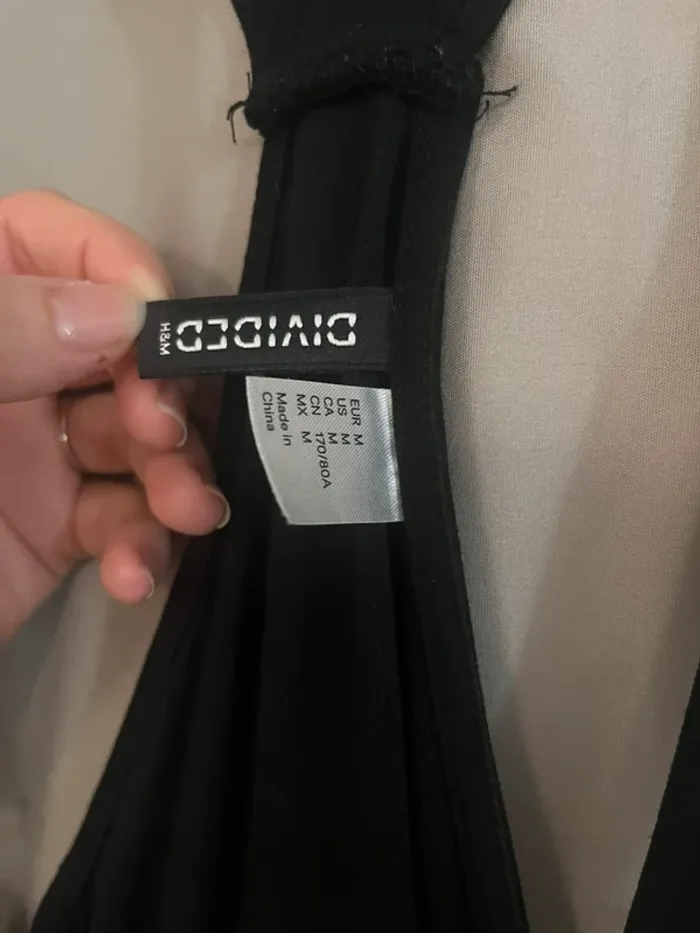 DIVIDED
H&M
EUR M
US M
CA M
CN 170/80A
MX M
Made in
China